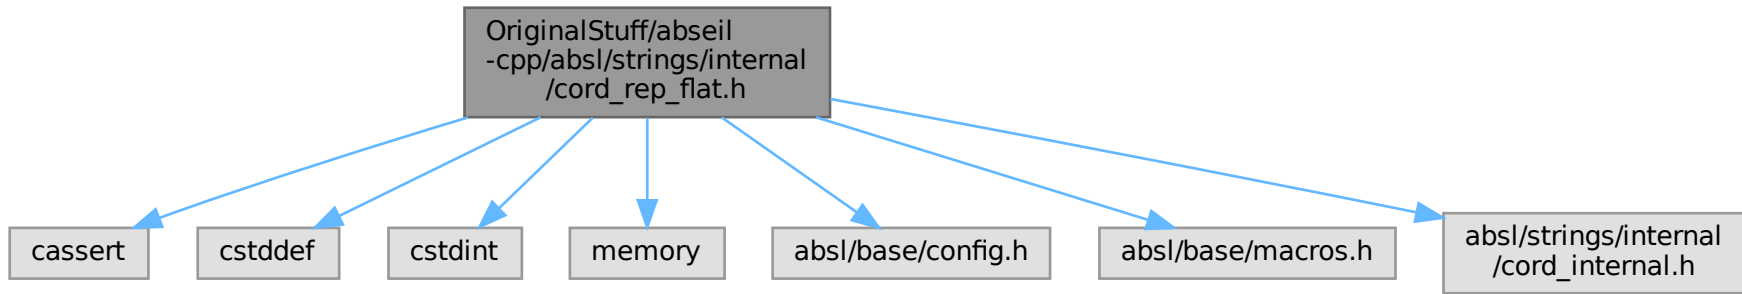 OriginalStuff/abseil
-cpp/absl/strings/internal
/cord_rep_flat.h
cassert
cstddef
cstdint
memory
absl/base/config.h
absl/base/macros.h
absl/strings/internal
/cord_internal.h